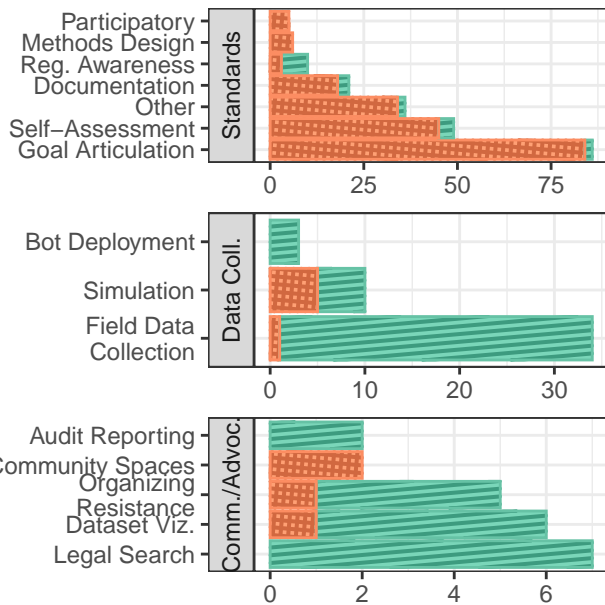 Participatory
Methods Design
Reg. Awareness
Documentation
Other
Self−Assessment
Goal Articulation
Standards
0 25 50 75
Bot Deployment
Simulation
Field Data
Collection
Data Coll.
0 10 20 30
Audit Reporting
Community Spaces
Organizing
Resistance
Dataset Viz.
Legal Search
Comm./Advoc.
0 2 4 6